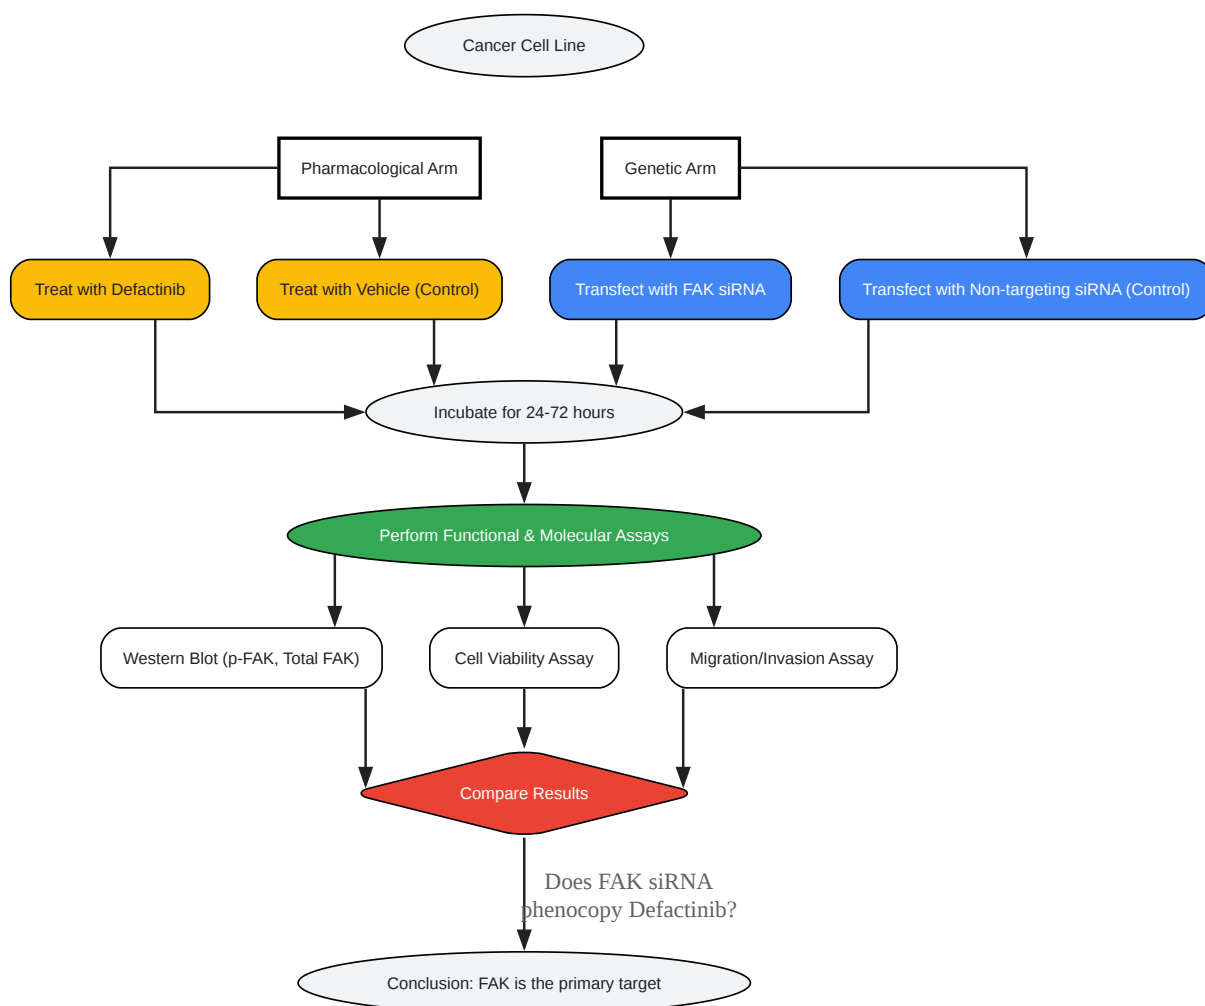 Cancer Cell Line
Pharmacological Arm
Genetic Arm
Treat with Defactinib
Treat with Vehicle (Control)
Transfect with FAK siRNA
Transfect with Non-targeting siRNA (Control)
Incubate for 24-72 hours
Perform Functional & Molecular Assays
Western Blot (p-FAK, Total FAK)
Cell Viability Assay
Migration/Invasion Assay
Compare Results
Does FAK siRNA
phenocopy Defactinib?
Conclusion: FAK is the primary target